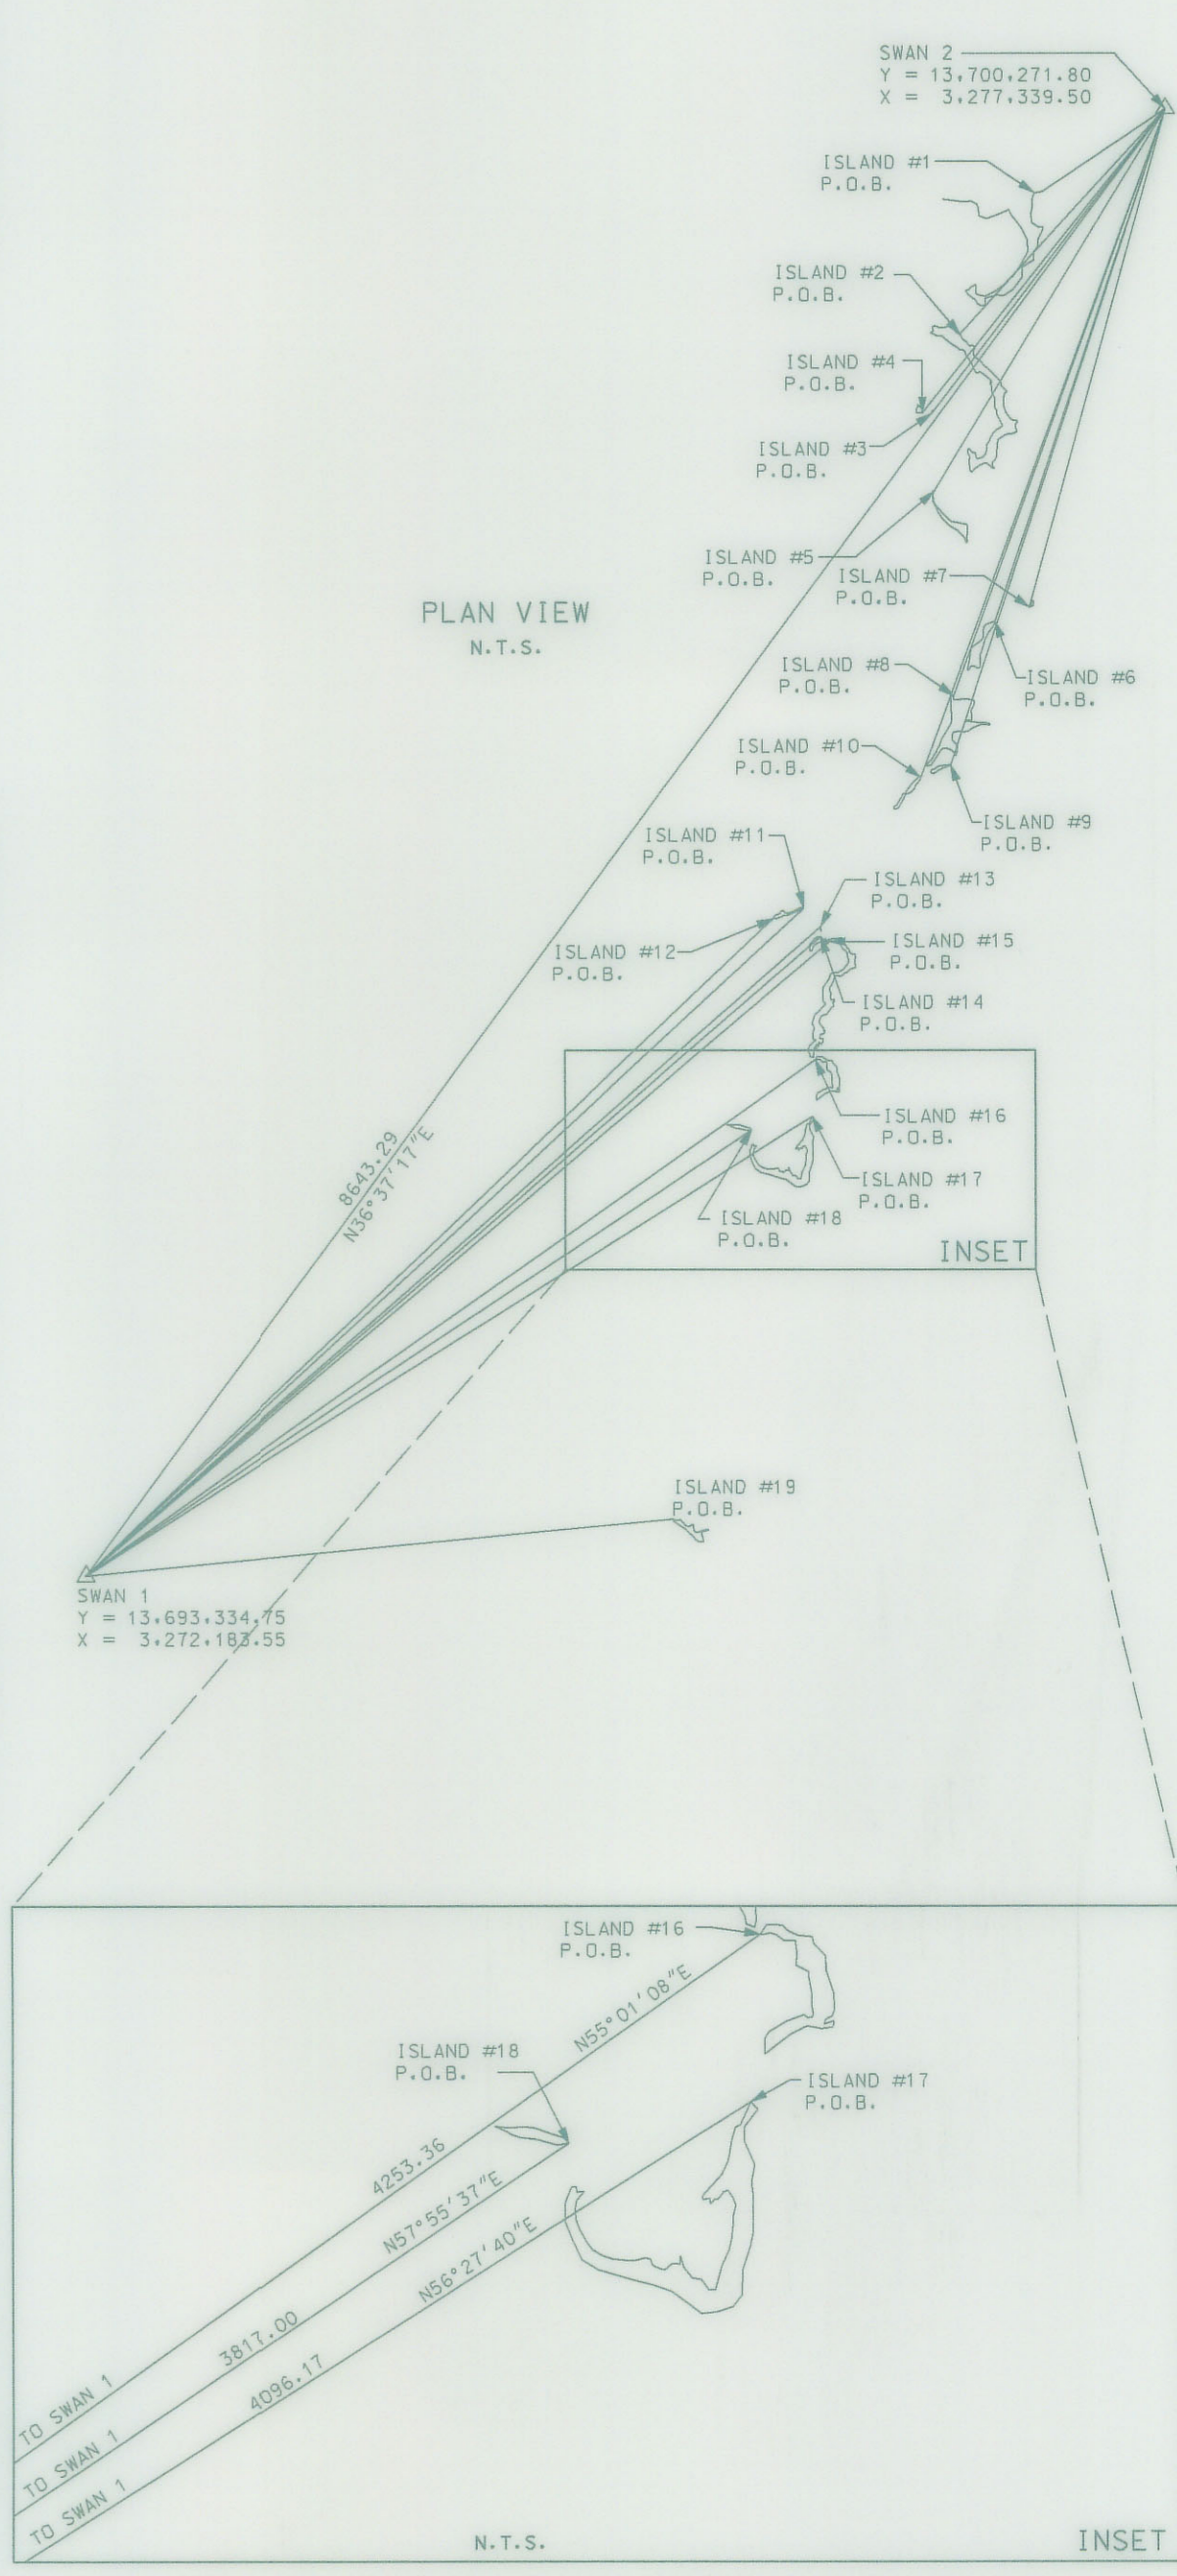 SWAN 2
Y = 13,700,271.80
X = 3,277,339.50
ISLAND #1
P.O.B.
ISLAND #2
P.O.B.
ISLAND #4
P.O.B.
ISLAND #3
P.O.B.
ISLAND #5
P.O.B.
ISLAND #7
P.O.B.
PLAN VIEW
N.T.S.
ISLAND #8
P.O.B.
ISLAND #6
P.O.B.
ISLAND #10
P.O.B.
ISLAND #9
P.O.B.
ISLAND #11
P.O.B.
ISLAND #13
P.O.B.
ISLAND #12
P.O.B.
ISLAND #15
P.O.B.
ISLAND #14
P.O.B.
8643.29
N36°37'17"E
ISLAND #16
P.O.B.
ISLAND #17
P.O.B.
ISLAND #18
P.O.B.
INSET
ISLAND #19
P.O.B.
SWAN 1
Y = 13,693,334.75
X = 3,272,183.55
ISLAND #16
P.O.B.
N55°01'08"E
ISLAND #18
P.O.B.
ISLAND #17
P.O.B.
4253.36
N57°55'37"E
N56°27'40"E
3817.00
4096.17
TO SWAN 1
TO SWAN 1
TO SWAN 1
N.T.S.
INSET